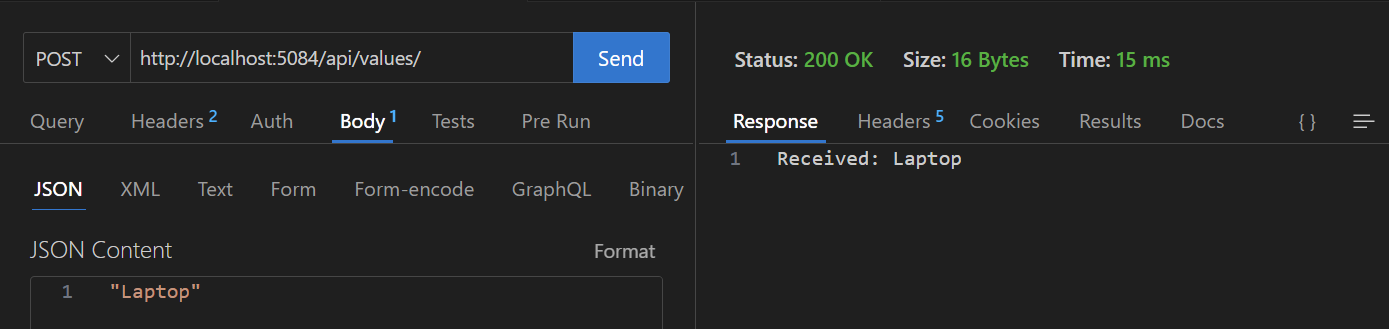 POST http://localhost:5084/api/values/ Send
Query Headers 2 Auth Body 1 Tests Pre Run
JSON XML Text Form Form-encode GraphQL Binary
JSON Content Format
1 "Laptop"
Status: 200 OK Size: 16 Bytes Time: 15 ms
Response Headers 5 Cookies Results Docs { }
1 Received: Laptop